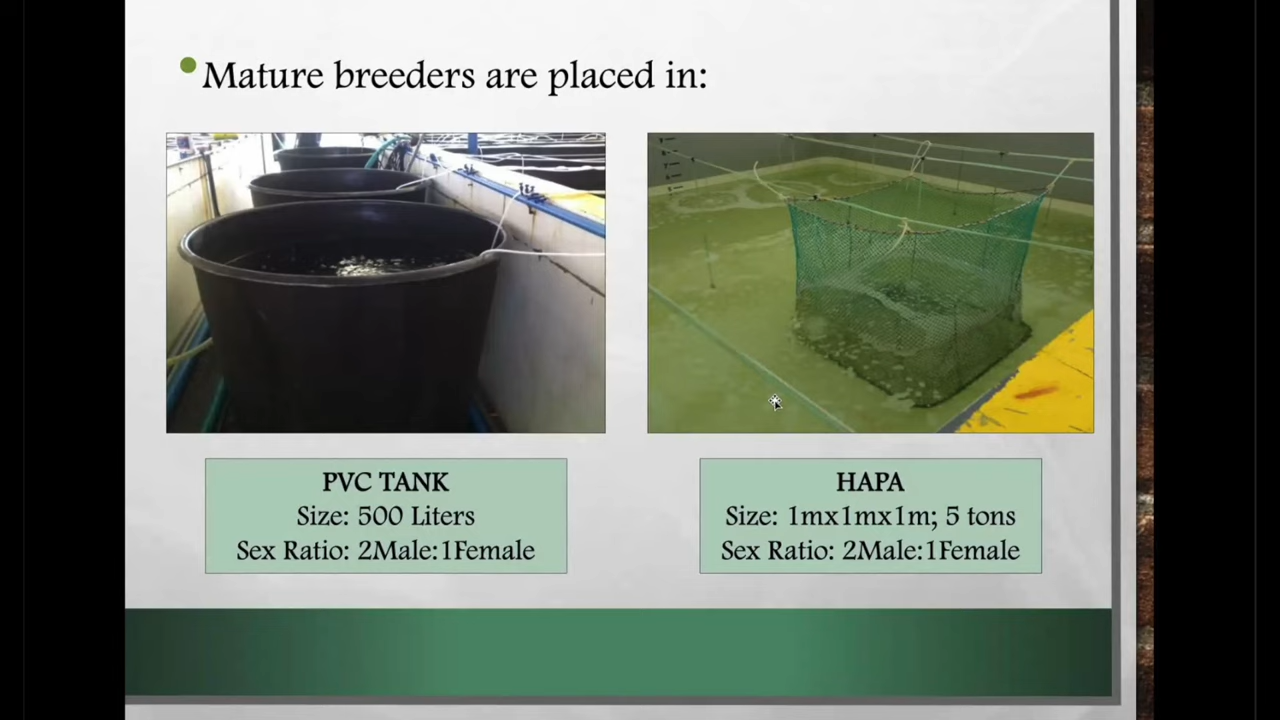 Mature breeders are placed in:
PVC TANK
Size: 500 Liters
Sex Ratio: 2Male:1Female
HAPA
Size: 1mx1mx1m; 5 tons
Sex Ratio: 2Male:1Female